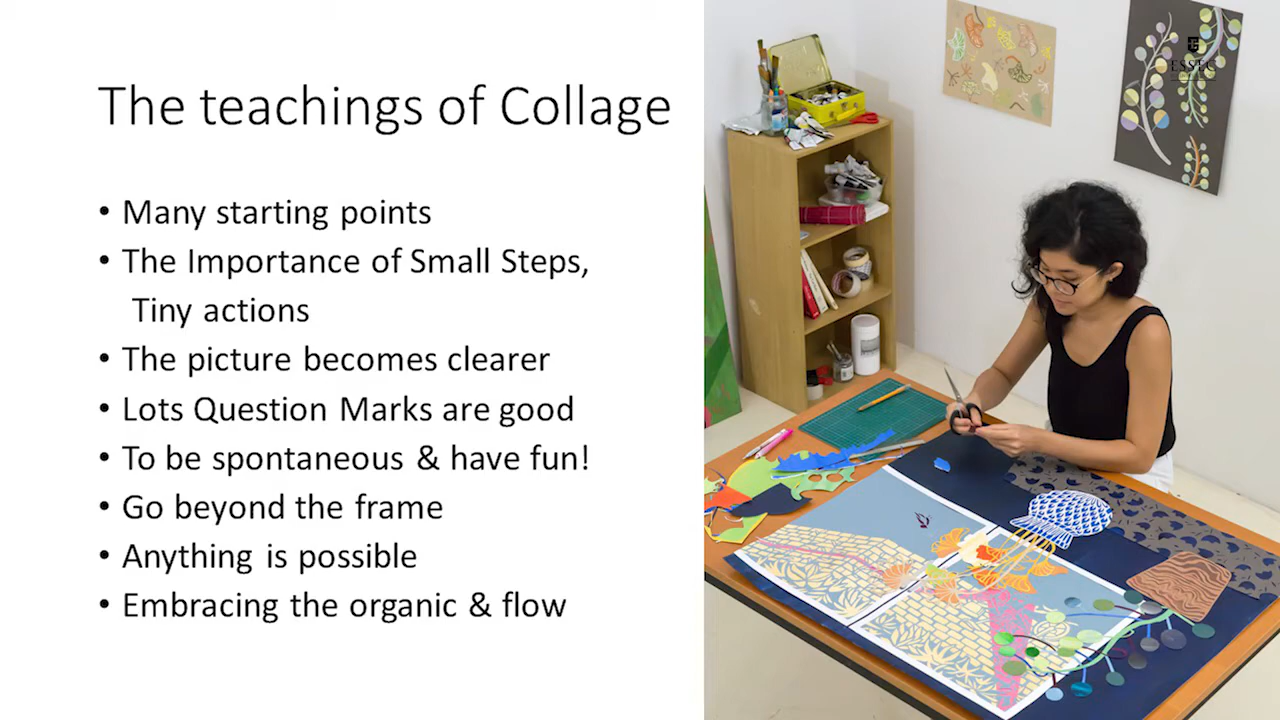 The teachings of Collage
• Many starting points
• The Importance of Small Steps,
Tiny actions
• The picture becomes clearer
• Lots Question Marks are good
• To be spontaneous & have fun!
• Go beyond the frame
• Anything is possible
• Embracing the organic & flow
ESSEC